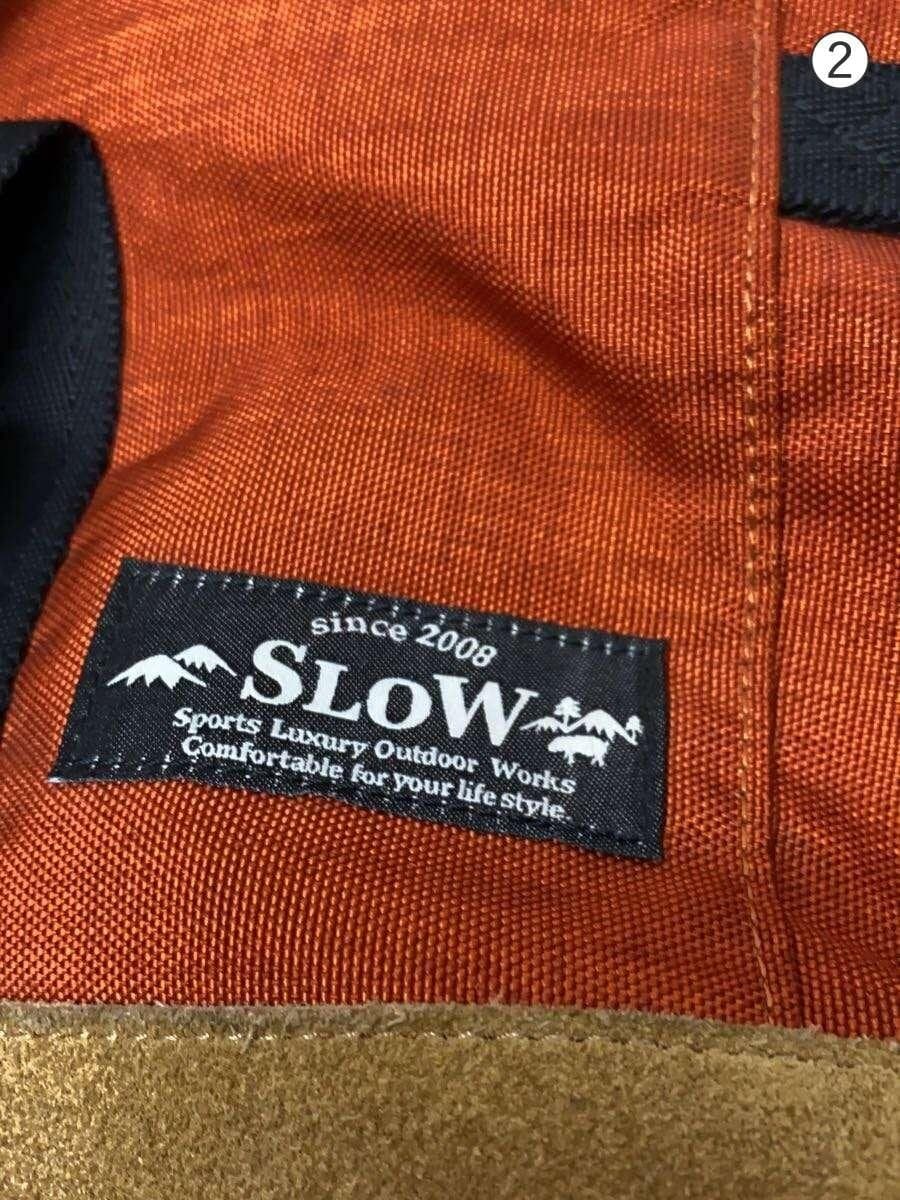 ②
since 2008
SLOW
Sports Luxury Outdoor Works
Comfortable for your life style.